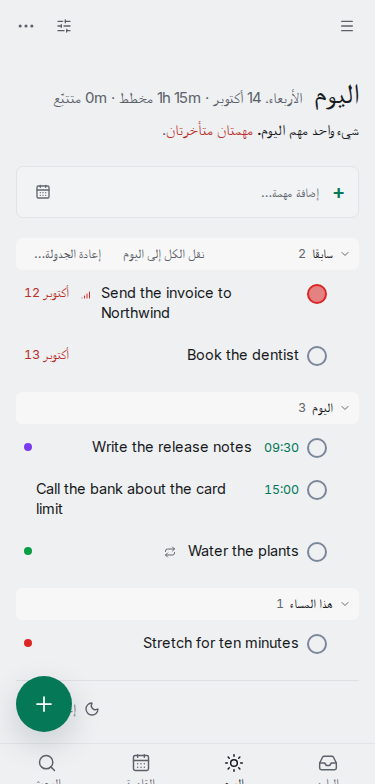 اليوم الأربعاء، 14 أكتوبر · 1h 15m مخطط · 0m متتبَّع
شيء واحد مهم اليوم. مهمتان متأخرتان.
+ إضافة مهمة...
سابقًا 2 نقل الكل إلى اليوم إعادة الجدولة...
Send the invoice to Northwind 12 أكتوبر
Book the dentist 13 أكتوبر
اليوم 3
09:30 Write the release notes
15:00 Call the bank about the card limit
Water the plants
هذا المساء 1
Stretch for ten minutes